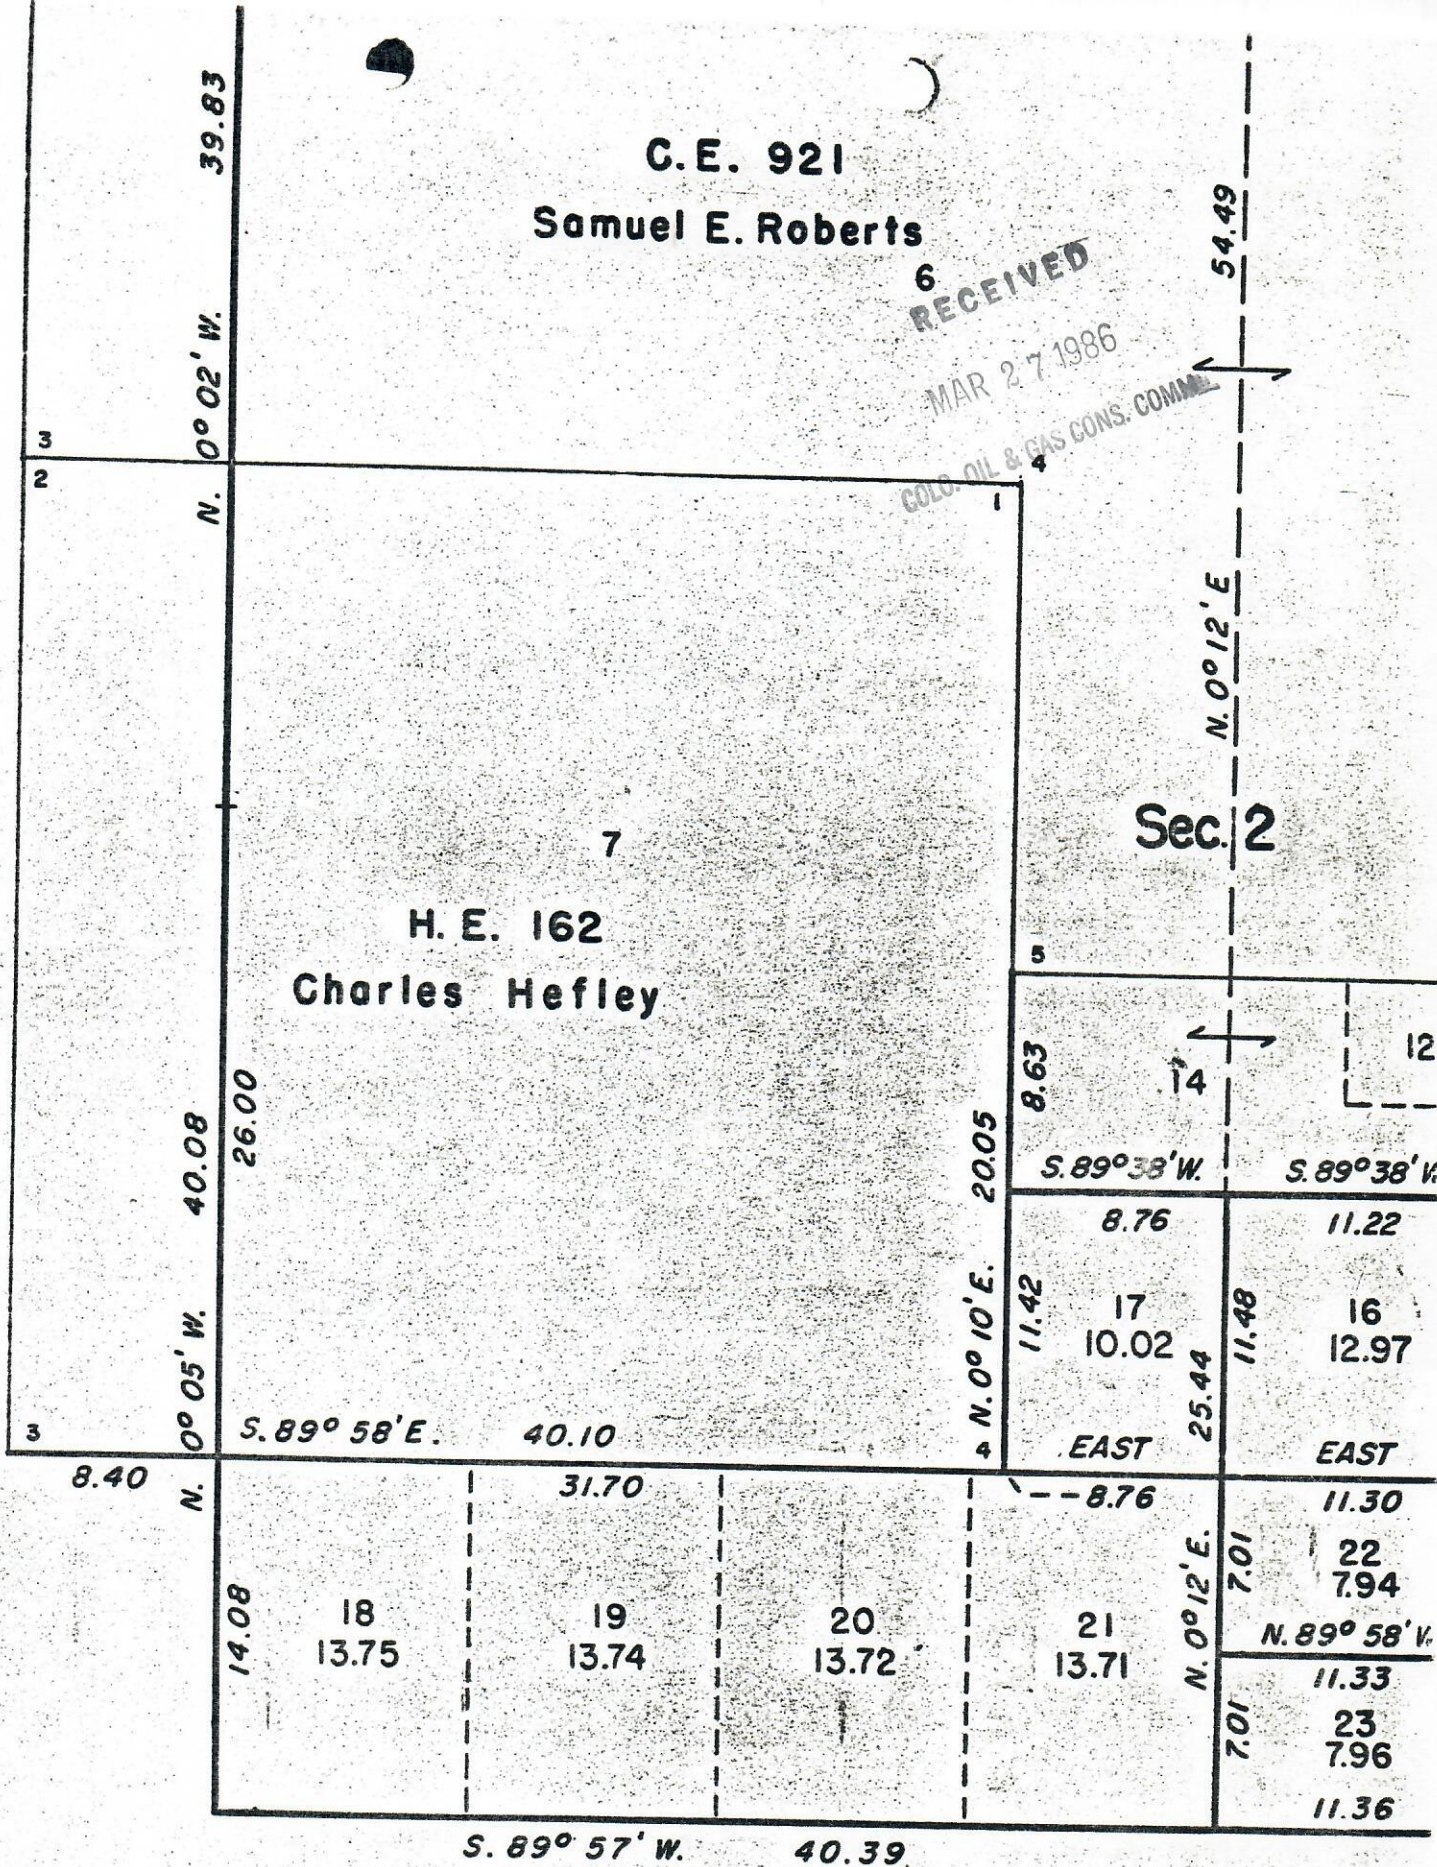 39.83
C.E. 921
Samuel E. Roberts
6
RECEIVED
MAR 27 1986
COLO. OIL & GAS CONS. COMM.
54.49
N. 0° 02' W.
3
2
4
1
N. 0° 12' E
Sec. 2
7
H. E. 162
Charles Hefley
5
8.63
14
12
40.08
26.00
20.05
S. 89° 38' W.
S. 89° 38' W.
8.76
11.22
11.42
17
10.02
11.48
16
12.97
N. 0° 10' E.
25.44
N. 0° 05' W.
3
S. 89° 58' E. 40.10
4
EAST
EAST
8.40
31.70
8.76
11.30
14.08
18
13.75
19
13.74
20
13.72
21
13.71
N. 0° 12' E.
7.01
22
7.94
N. 89° 58' W.
11.33
7.01
23
7.96
11.36
S. 89° 57' W. 40.39